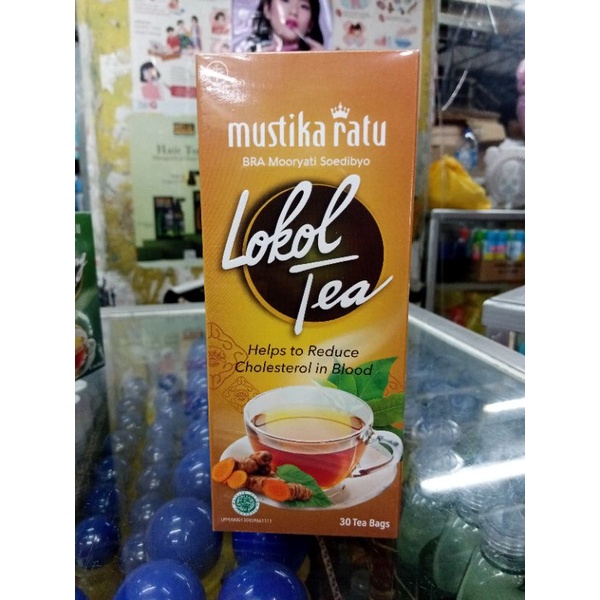 mustika ratu
BRA Mooryati Soedibyo
Lokol
Tea
Helps to Reduce
Cholesterol in Blood
30 Tea Bags